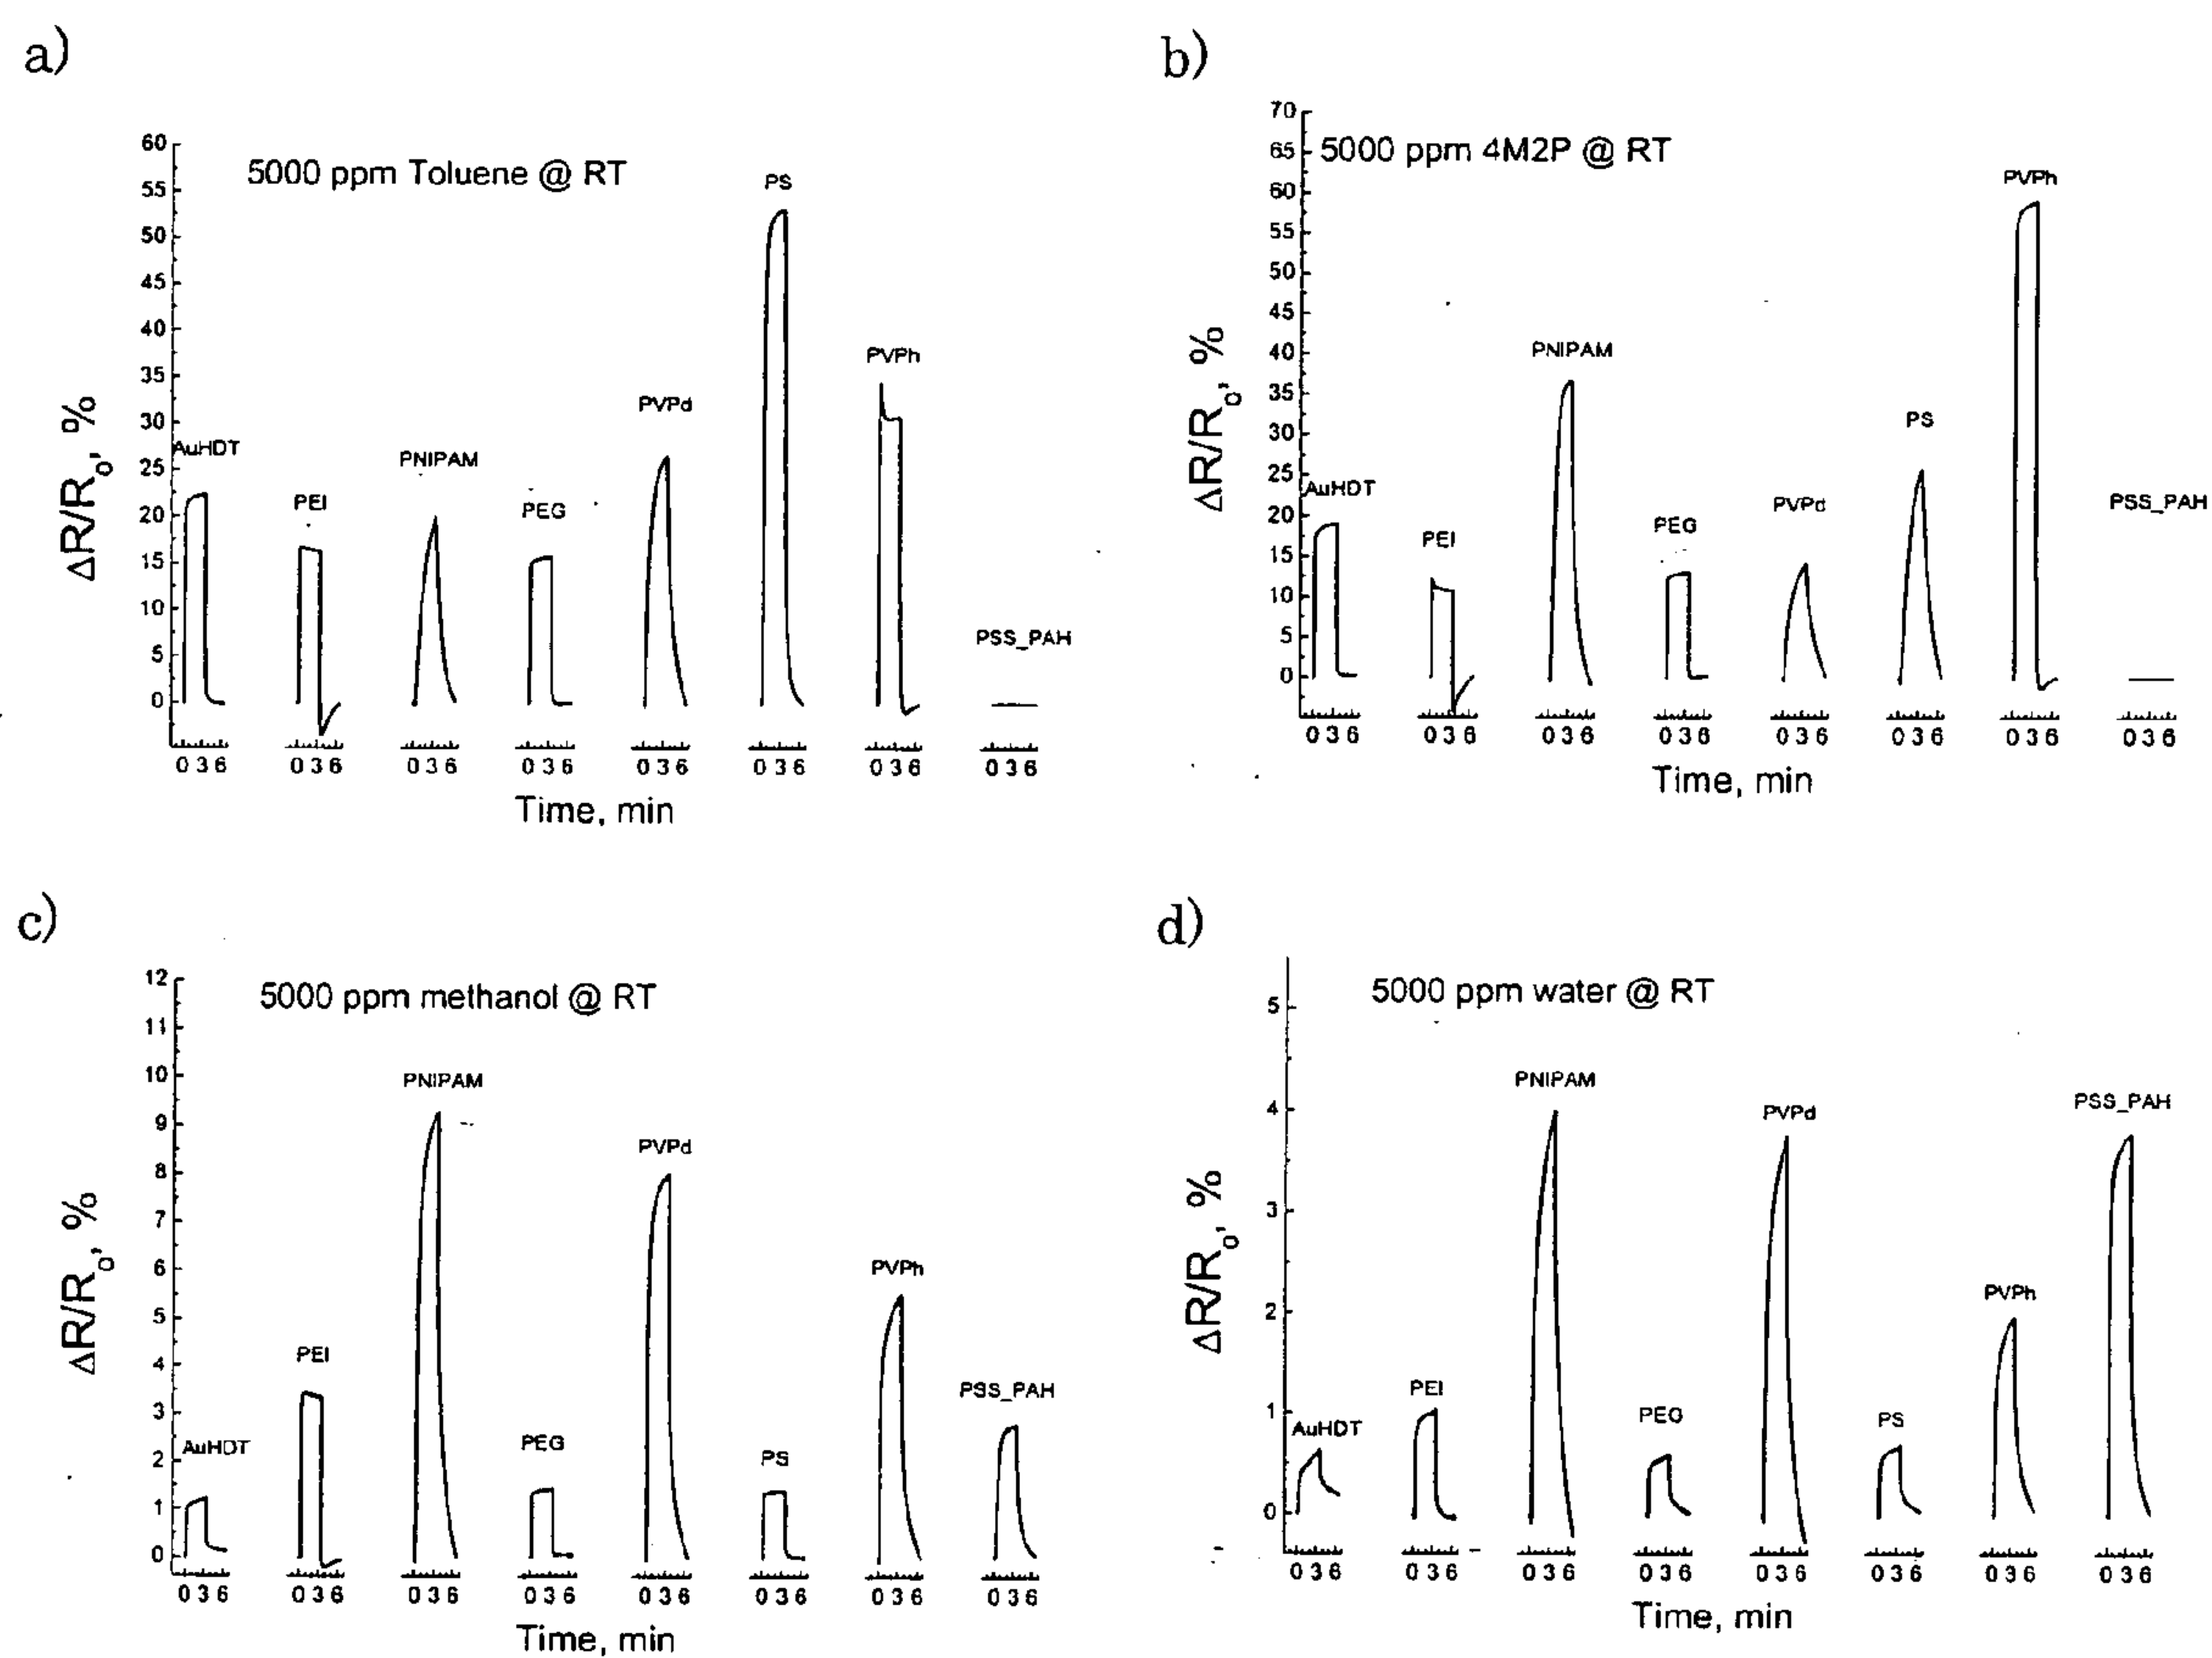 a)
5000 ppm Toluene @ RT
ΔR/Ro, %
60
55
50
45
40
35
30
25
20
15
10
5
0
AuHDT
PEI
PNIPAM
PEG
PVPd
PS
PVPh
PSS_PAH
0 3 6 0 3 6 0 3 6 0 3 6 0 3 6 0 3 6 0 3 6 0 3 6
Time, min
b)
5000 ppm 4M2P @ RT
ΔR/Ro, %
70
65
60
55
50
45
40
35
30
25
20
15
10
5
0
AuHDT
PEI
PNIPAM
PEG
PVPd
PS
PVPh
PSS_PAH
0 3 6 0 3 6 0 3 6 0 3 6 0 3 6 0 3 6 0 3 6 0 3 6
Time, min
c)
5000 ppm methanol @ RT
ΔR/Ro, %
12
11
10
9
8
7
6
5
4
3
2
1
0
AuHDT
PEI
PNIPAM
PEG
PVPd
PS
PVPh
PSS_PAH
0 3 6 0 3 6 0 3 6 0 3 6 0 3 6 0 3 6 0 3 6 0 3 6
Time, min
d)
5000 ppm water @ RT
ΔR/Ro, %
5
4
3
2
1
0
AuHDT
PEI
PNIPAM
PEG
PVPd
PS
PVPh
PSS_PAH
0 3 6 0 3 6 0 3 6 0 3 6 0 3 6 0 3 6 0 3 6 0 3 6
Time, min